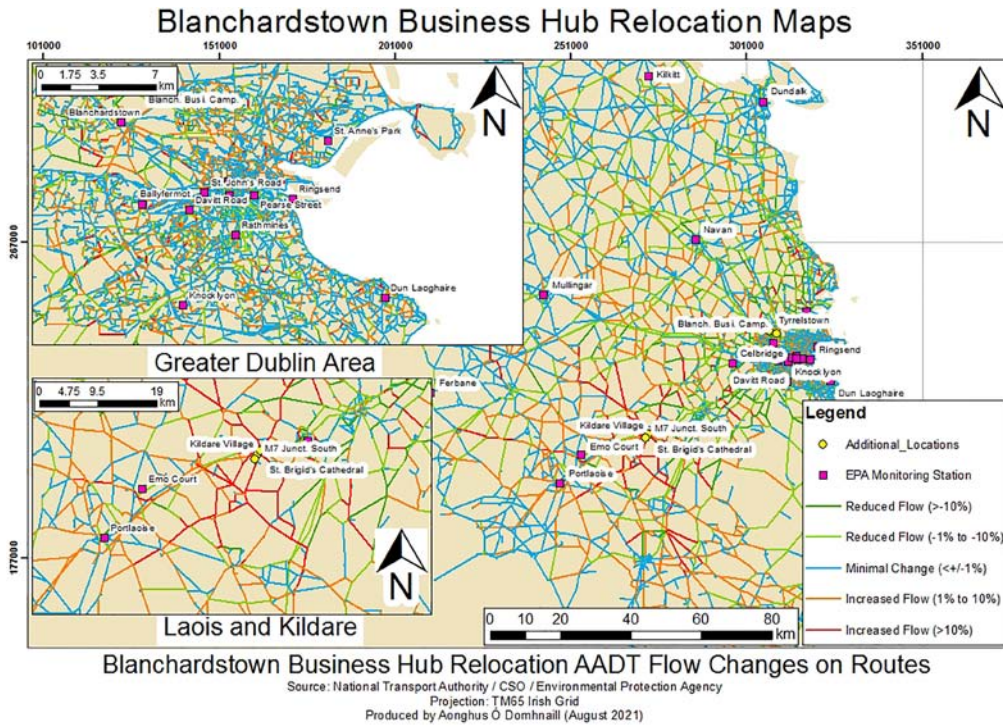 Blanchardstown Business Hub Relocation Maps
101000 151000 201000 251000 301000 351000
0 1.75 3.5 7
km
Blanch. Busi. Camp.
Blanchardstown
St. Anne's Park
N
St. John's Road
Ringsend
Ballyfermot
Davitt Road
Pearse Street
Rathmines
Dun Laoghaire
Knocklyon
Greater Dublin Area
267000
177000
0 4.75 9.5 19
km
Kildare Village
M7 Junct. South
St. Brigid's Cathedral
Emo Court
Portlaoise
N
Laois and Kildare
Kilkitt
Dundalk
N
Navan
Mullingar
Blanch. Busi. Camp.
Tyrrelstown
Celbridge
Ringsend
Knocklyon
Davitt Road
Dun Laoghaire
Ferbane
Kildare Village
M7 Junct. South
Emo Court
St. Brigid's Cathedral
Portlaoise
0 10 20 40 60 80
km
Legend
Additional_Locations
EPA Monitoring Station
Reduced Flow (>-10%)
Reduced Flow (-1% to -10%)
Minimal Change (<+/-1%)
Increased Flow (1% to 10%)
Increased Flow (>10%)
Blanchardstown Business Hub Relocation AADT Flow Changes on Routes
Source: National Transport Authority / CSO / Environmental Protection Agency
Projection: TM65 Irish Grid
Produced by Aonghus Ó Domhnaill (August 2021)